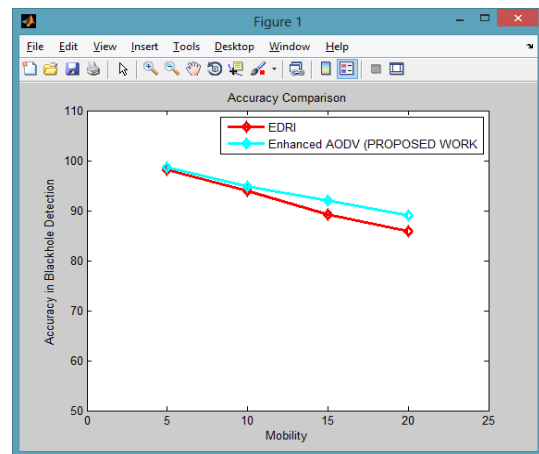 Figure 1
File Edit View Insert Tools Desktop Window Help
Accuracy Comparison
EDRI
Enhanced AODV (PROPOSED WORK
110
100
90
80
70
60
50
Accuracy in Blackhole Detection
0 5 10 15 20 25
Mobility